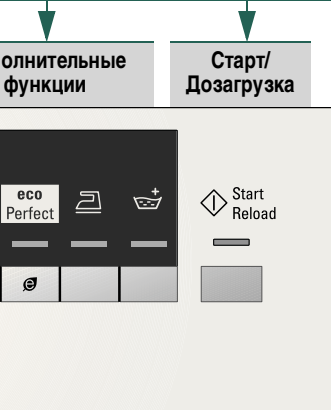 олнительные
функции
Старт/
Дозагрузка
eco
Perfect
Start
Reload